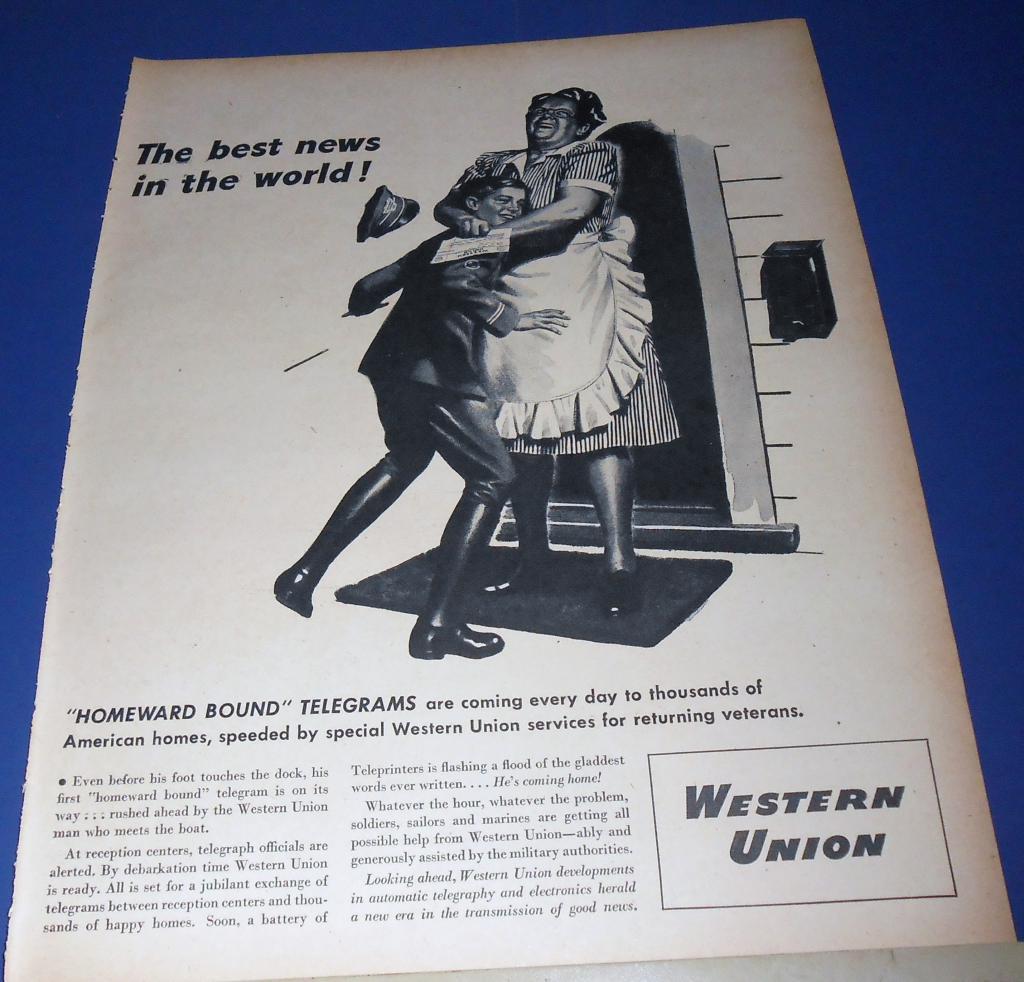 The best news
in the world!
"HOMEWARD BOUND" TELEGRAMS are coming every day to thousands of
American homes, speeded by special Western Union services for returning veterans.
• Even before his foot touches the dock, his
first "homeward bound" telegram is on its
way ; : : rushed ahead by the Western Union
man who meets the boat.
At reception centers, telegraph officials are
alerted. By debarkation time Western Union
is ready. All is set for a jubilant exchange of
telegrams between reception centers and thou-
sands of happy homes. Soon, a battery of
Teleprinters is flashing a flood of the gladdest
words ever written. . . . He's coming home!
Whatever the hour, whatever the problem,
soldiers, sailors and marines are getting all
possible help from Western Union—ably and
generously assisted by the military authorities.
Looking ahead, Western Union developments
in automatic telegraphy and electronics herald
a new era in the transmission of good news.
WESTERN
UNION